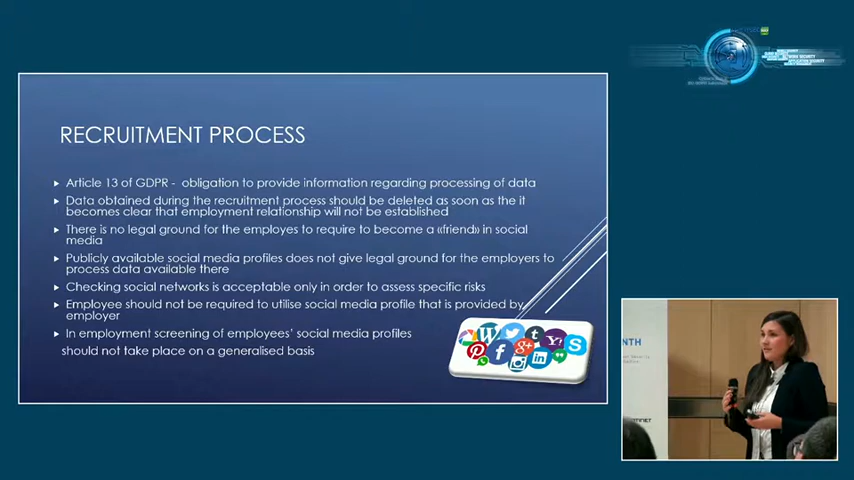 RECRUITMENT PROCESS
Article 13 of GDPR - obligation to provide information regarding processing of data
Data obtained during the recruitment process should be deleted as soon as the it
becomes clear that employment relationship will not be established
There is no legal ground for the employes to require to become a «friend» in social
media
Publicly available social media profiles does not give legal ground for the employers to
process data available there
Checking social networks is acceptable only in order to assess specific risks
Employee should not be required to utilise social media profile that is provided by
employer
In employment screening of employees' social media profiles
should not take place on a generalised basis
NTH